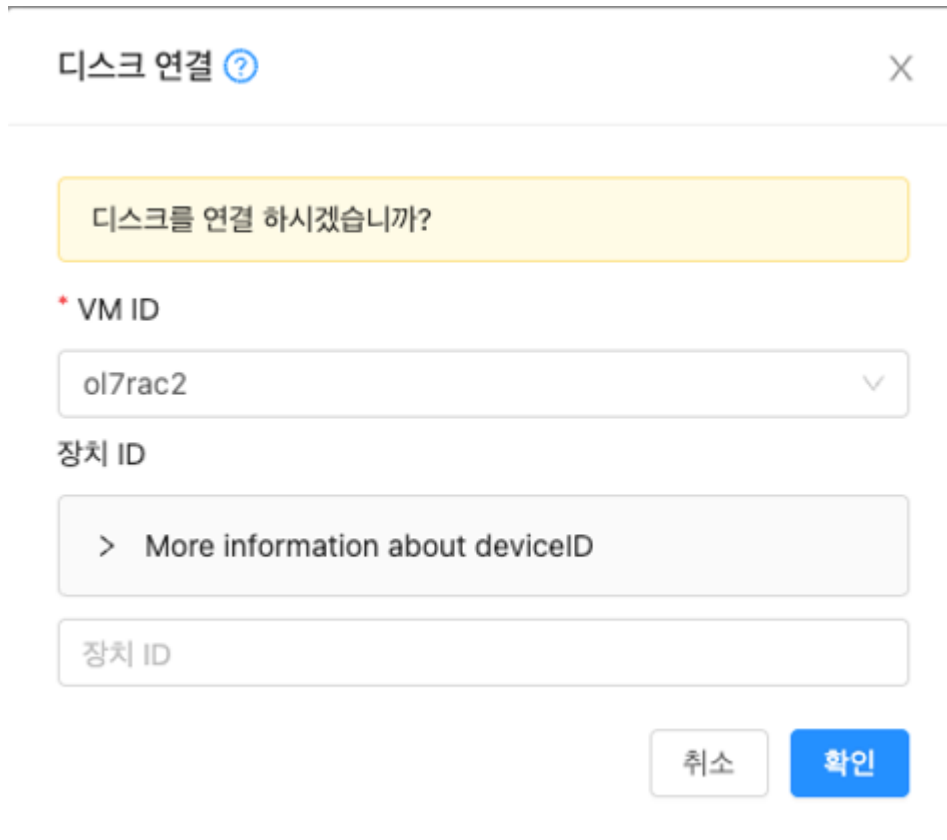 디스크 연결 ?
디스크를 연결 하시겠습니까?
* VM ID
ol7rac2
장치 ID
> More information about deviceID
장치 ID
취소 확인